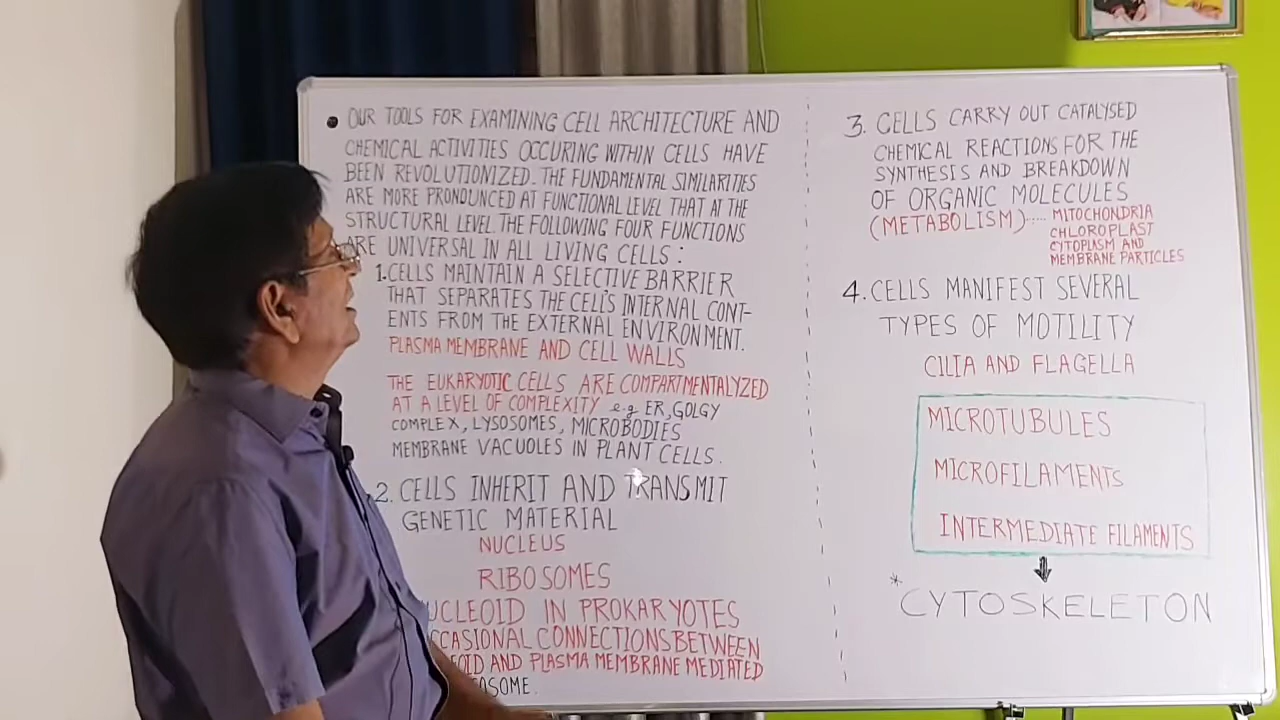 • OUR TOOLS FOR EXAMINING CELL ARCHITECTURE AND
CHEMICAL ACTIVITIES OCCURING WITHIN CELLS HAVE
BEEN REVOLUTIONIZED. THE FUNDAMENTAL SIMILARITIES
ARE MORE PRONOUNCED AT FUNCTIONAL LEVEL THAT AT THE
STRUCTURAL LEVEL. THE FOLLOWING FOUR FUNCTIONS
ARE UNIVERSAL IN ALL LIVING CELLS :
1. CELLS MAINTAIN A SELECTIVE BARRIER
THAT SEPARATES THE CELL'S INTERNAL CONT-
ENTS FROM THE EXTERNAL ENVIRONMENT.
PLASMA MEMBRANE AND CELL WALLS
THE EUKARYOTIC CELLS ARE COMPARTMENTALYZED
AT A LEVEL OF COMPLEXITY e.g ER, GOLGY
COMPLEX, LYSOSOMES, MICROBODIES
MEMBRANE VACUOLES IN PLANT CELLS.
2. CELLS INHERIT AND TRANSMIT
GENETIC MATERIAL
NUCLEUS
RIBOSOMES
UCLEOID IN PROKARYOTES
CCASIONAL CONNECTIONS BETWEEN
EOID AND PLASMA MEMBRANE MEDIATED
ASOME.
3. CELLS CARRY OUT CATALYSED
CHEMICAL REACTIONS FOR THE
SYNTHESIS AND BREAKDOWN
OF ORGANIC MOLECULES
(METABOLISM)..... MITOCHONDRIA
CHLOROPLAST
CYTOPLASM AND
MEMBRANE PARTICLES
4. CELLS MANIFEST SEVERAL
TYPES OF MOTILITY
CILIA AND FLAGELLA
MICROTUBULES
MICROFILAMENTS
INTERMEDIATE FILAMENTS
* CYTOSKELETON